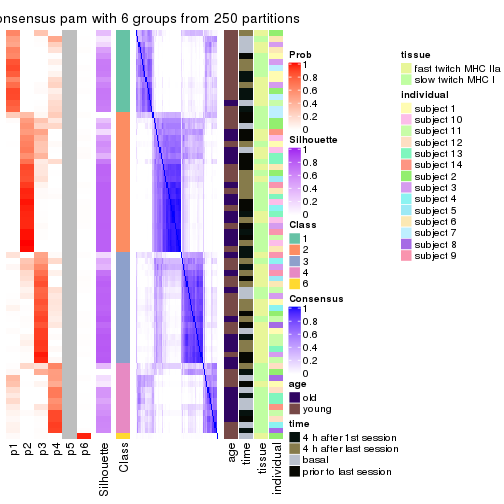 onsensus pam with 6 groups from 250 partitions
Prob
1
0.8
0.6
0.4
0.2
0
Silhouette
1
0.8
0.6
0.4
0.2
0
Class
1
2
3
4
6
Consensus
1
0.8
0.6
0.4
0.2
0
age
old
young
time
4 h after 1st session
4 h after last session
basal
prior to last session
tissue
fast twitch MHC IIa
slow twitch MHC I
individual
subject 1
subject 10
subject 11
subject 12
subject 13
subject 14
subject 2
subject 3
subject 4
subject 5
subject 6
subject 7
subject 8
subject 9
p1
p2
p3
p4
p5
p6
Silhouette
Class
age
time
tissue
individual